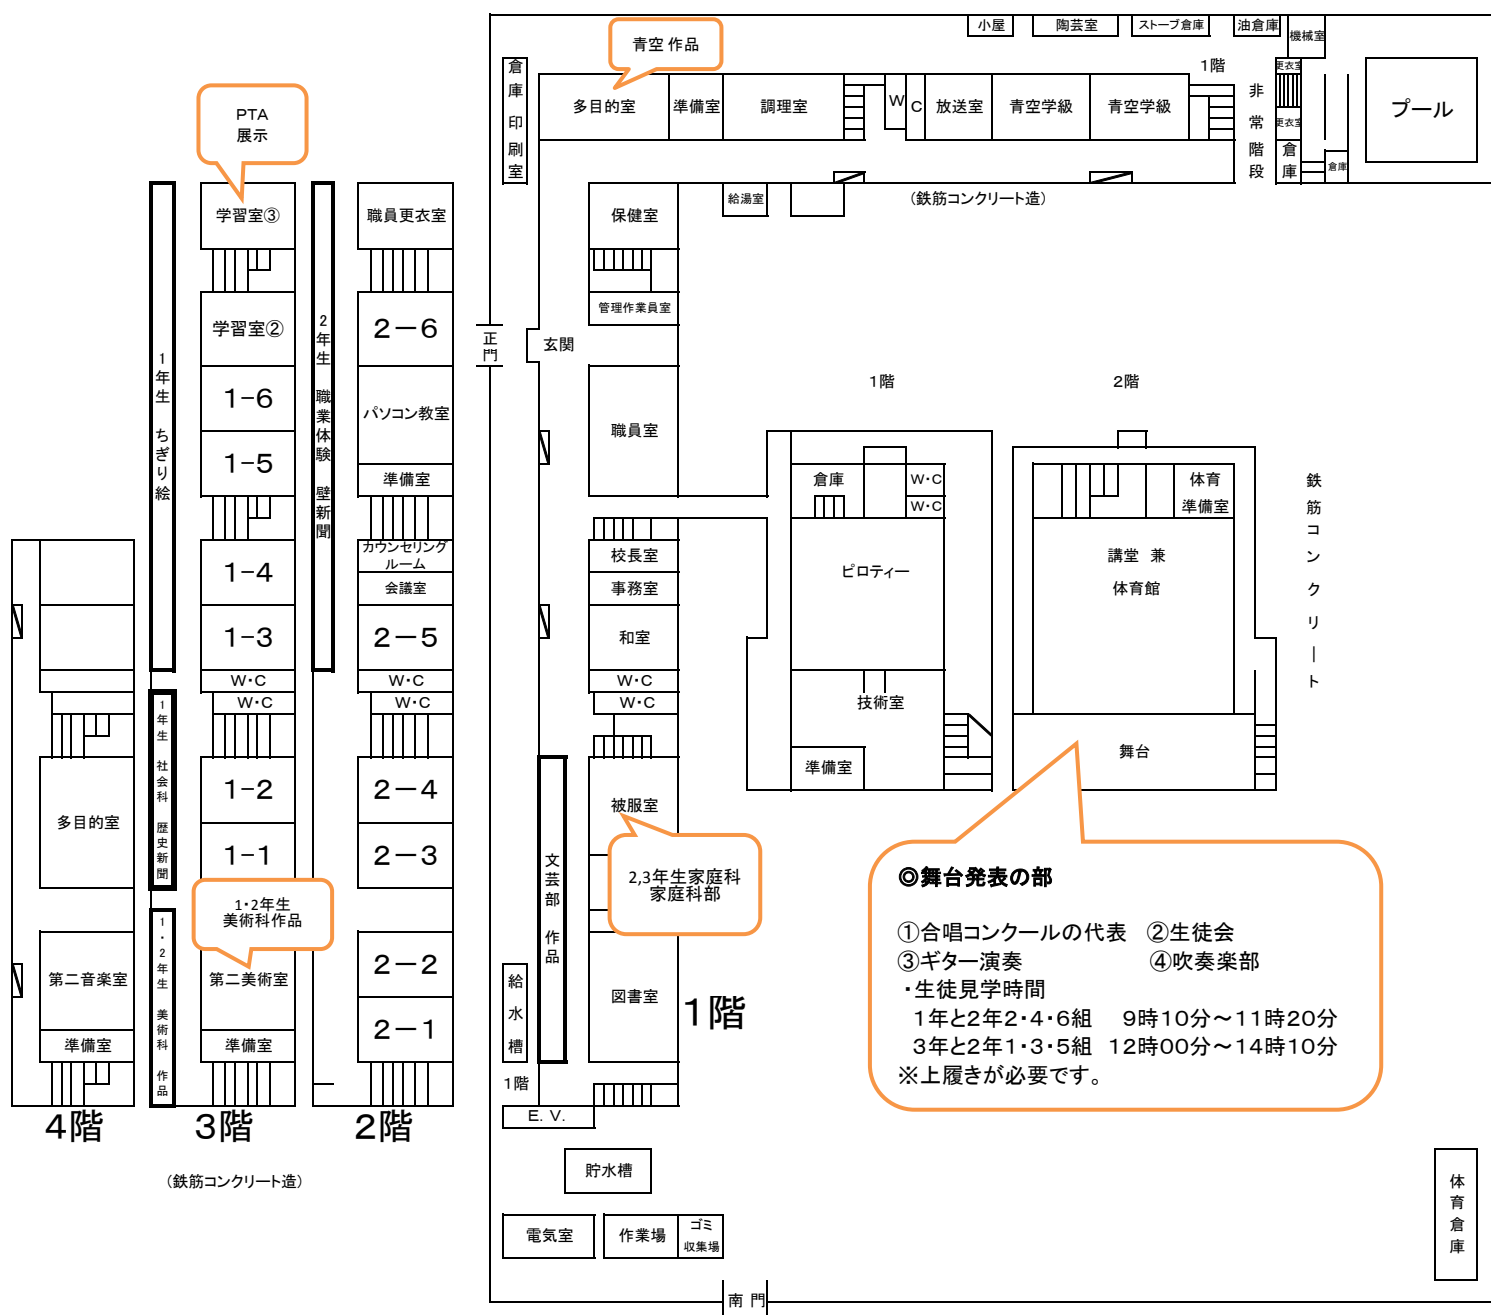 小屋
陶芸室
ストーブ倉庫
油倉庫
機械室
青空 作品
倉庫
印刷室
多目的室
準備室
調理室
W
C
放送室
青空学級
青空学級
1階
非常階段
更衣室
更衣室
倉庫
倉庫
プール
PTA
展示
(鉄筋コンクリート造)
給湯室
学習室③
職員更衣室
保健室
学習室②
2-6
管理作業員室
正門
玄関
1年生 ちぎり絵
2年生 職業体験 壁新聞
1-6
パソコン教室
職員室
1-5
準備室
1-4
カウンセリング
ルーム
会議室
校長室
事務室
1-3
2-5
和室
W・C
W・C
W・C
W・C
W・C
W・C
1階
2階
倉庫
W・C
W・C
ピロティー
技術室
準備室
体育
準備室
講堂 兼
体育館
舞台
鉄筋コンクリート
1年生 社会科 歴史新聞
多目的室
1-2
2-4
被服室
1-1
2-3
文芸部 作品
2,3年生家庭科
家庭科部
1・2年生
美術科作品
1・2年生 美術科 作品
第二音楽室
第二美術室
2-2
図書室
給水槽
1階
準備室
準備室
2-1
1階
E. V.
4階
3階
2階
(鉄筋コンクリート造)
◎舞台発表の部
①合唱コンクールの代表 ②生徒会
③ギター演奏 ④吹奏楽部
・生徒見学時間
1年と2年2・4・6組 9時10分～11時20分
3年と2年1・3・5組 12時00分～14時10分
※上履きが必要です。
貯水槽
電気室
作業場
ゴミ
収集場
体育倉庫
南門